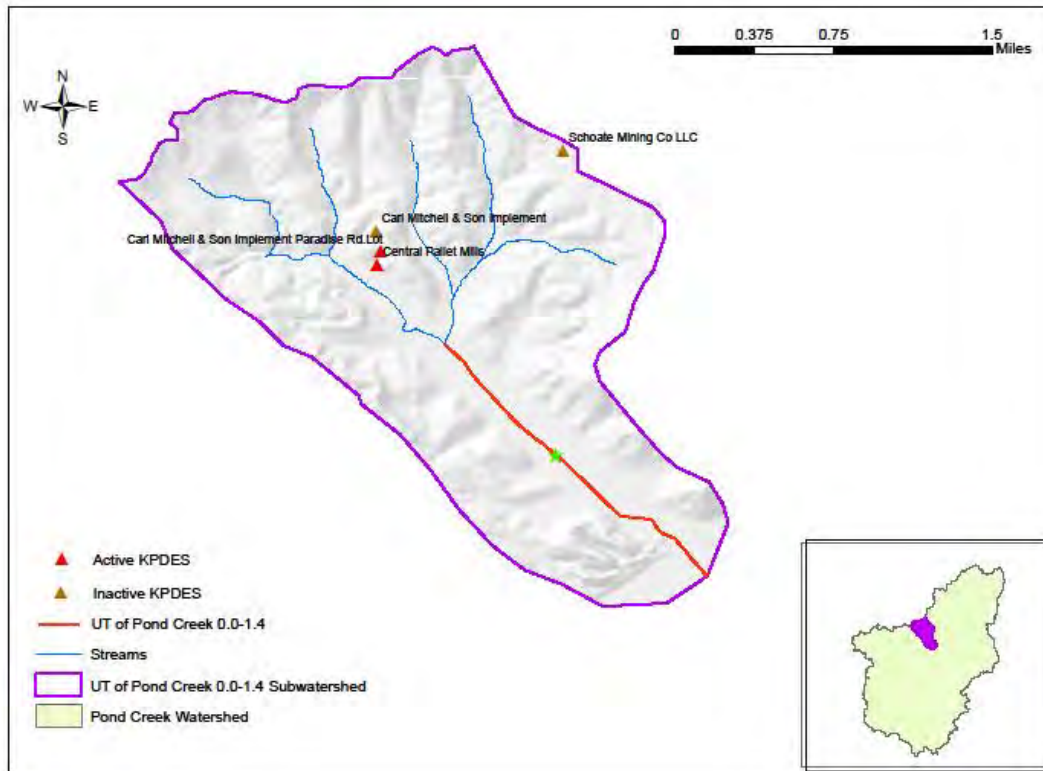 0 0.375 0.75 1.5
Miles
N
W E
S
Schoate Mining Co LLC
Carl Mitchell & Son Implement
Carl Mitchell & Son Implement Paradise Rd.Lot
Central Pallet Mills
Active KPDES
Inactive KPDES
UT of Pond Creek 0.0-1.4
Streams
UT of Pond Creek 0.0-1.4 Subwatershed
Pond Creek Watershed